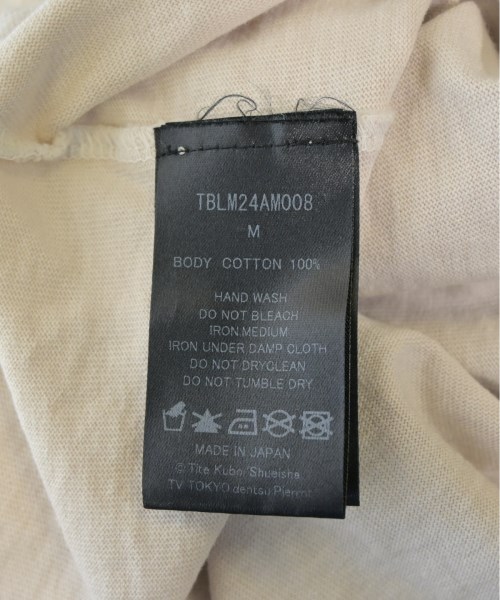 TBLM24AM008
M
BODY COTTON 100%
HAND WASH
DO NOT BLEACH
IRON,MEDIUM
IRON UNDER DAMP CLOTH
DO NOT DRYCLEAN
DO NOT TUMBLE DRY
MADE IN JAPAN
© Tite Kubo/Shueisha
TV TOKYO.dentsu.Pierrot